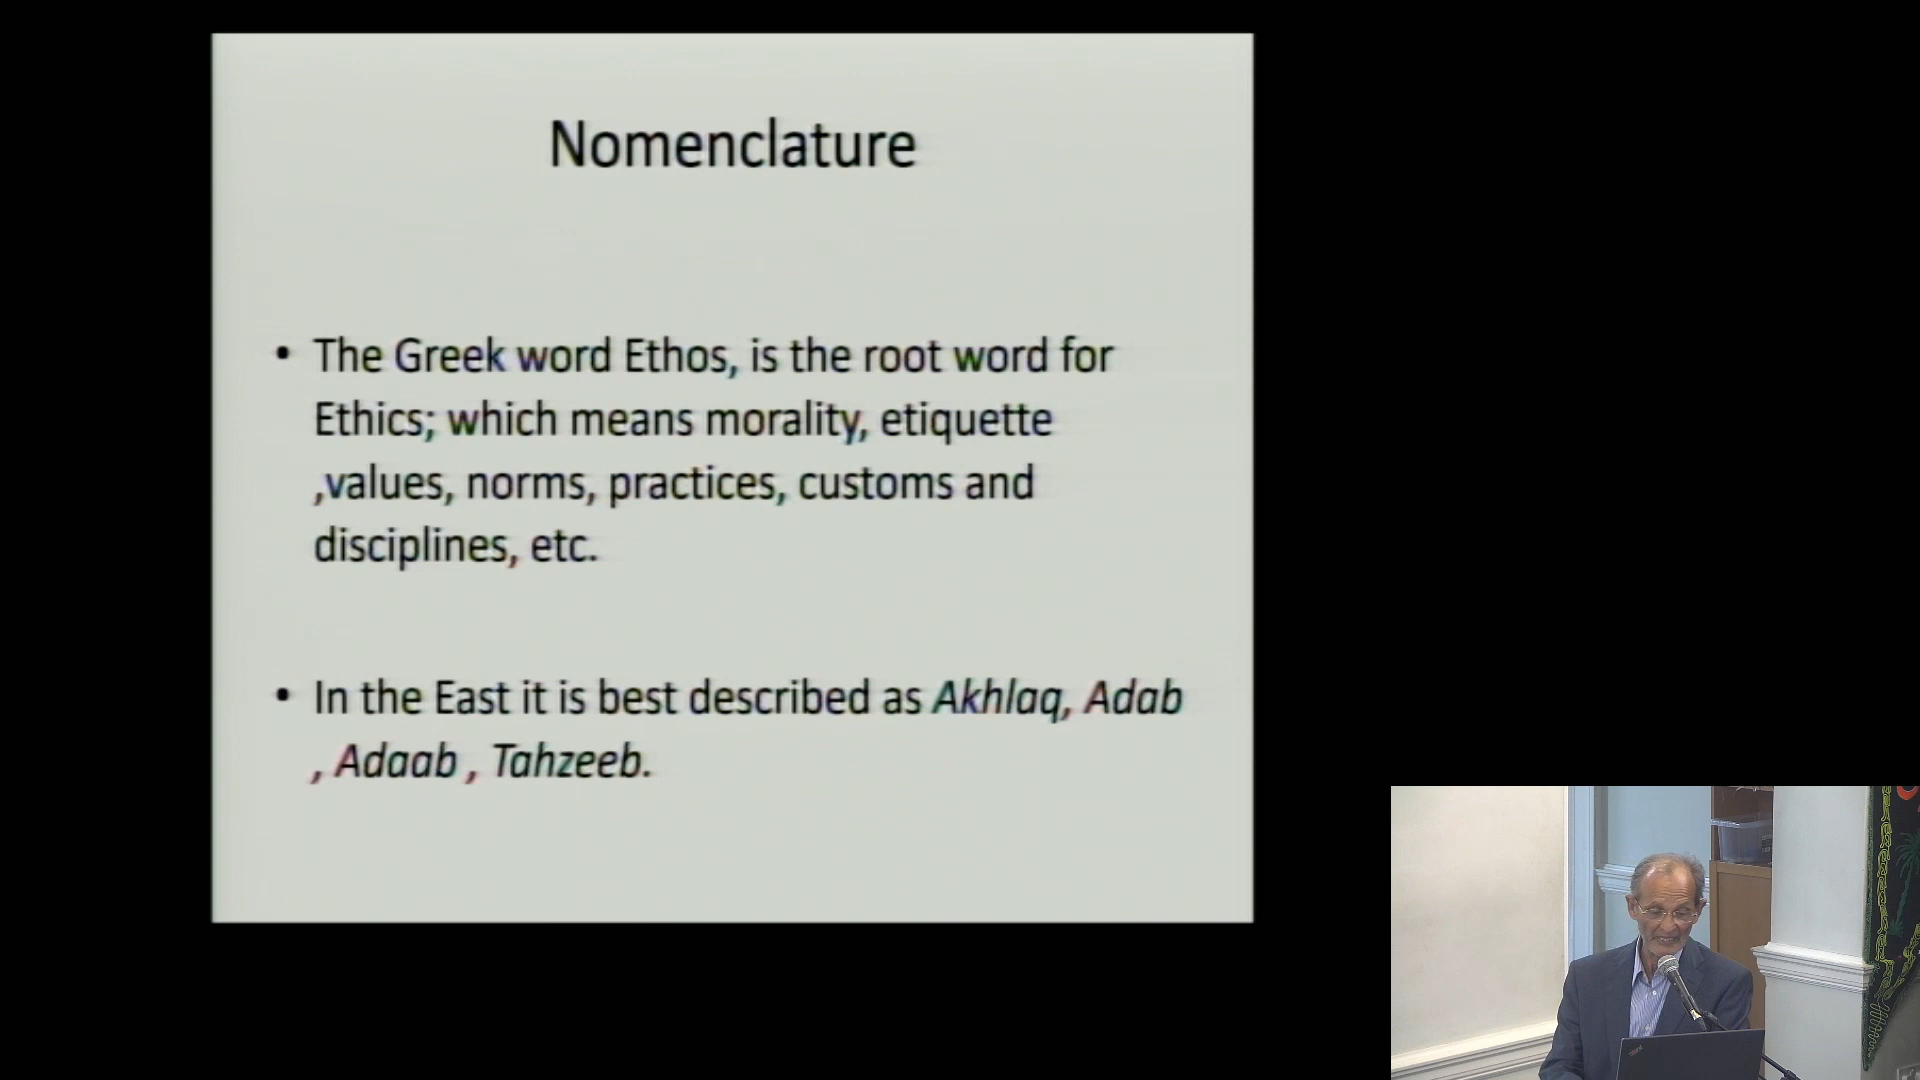 Nomenclature
• The Greek word Ethos, is the root word for
Ethics; which means morality, etiquette
,values, norms, practices, customs and
disciplines, etc.
• In the East it is best described as Akhlaq, Adab
, Adaab , Tahzeeb.